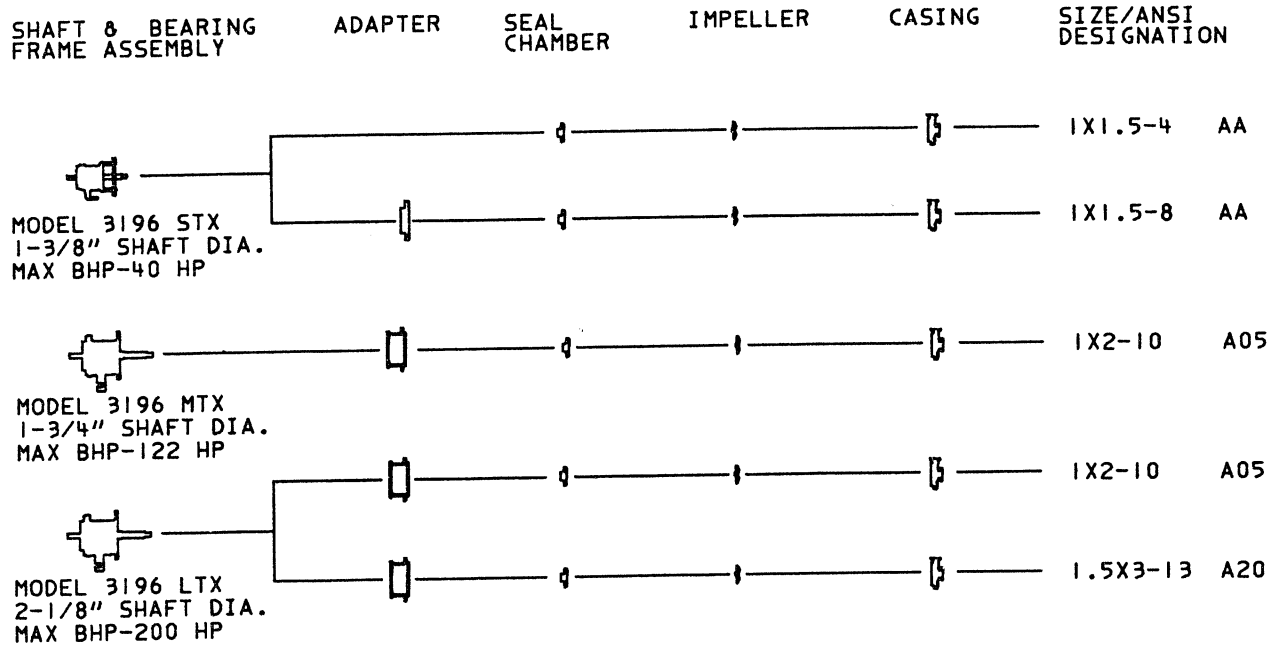 SHAFT & BEARING
FRAME ASSEMBLY
ADAPTER
SEAL
CHAMBER
IMPELLER
CASING
SIZE/ANSI
DESIGNATION
1X1.5-4 AA
MODEL 3196 STX
1-3/8" SHAFT DIA.
MAX BHP-40 HP
1X1.5-8 AA
MODEL 3196 MTX
1-3/4" SHAFT DIA.
MAX BHP-122 HP
1X2-10 A05
MODEL 3196 LTX
2-1/8" SHAFT DIA.
MAX BHP-200 HP
1X2-10 A05
1.5X3-13 A20